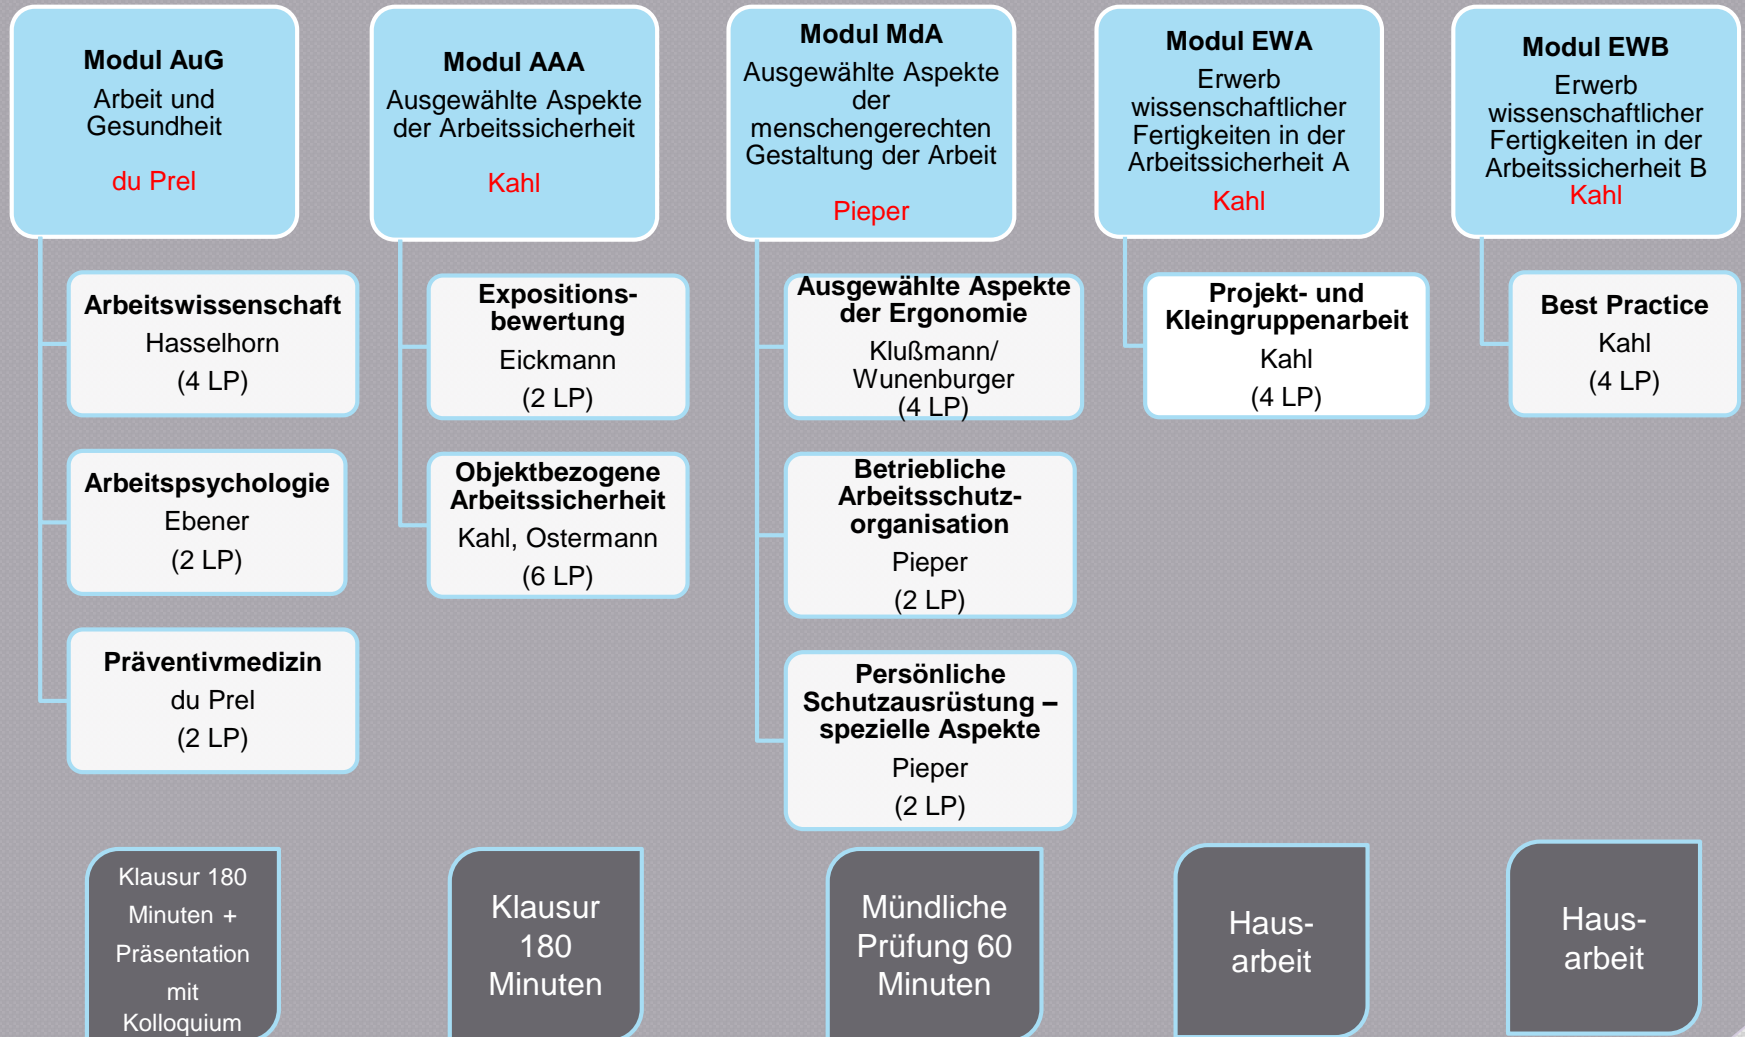 Modul AuG
Arbeit und
Gesundheit
du Prel
Arbeitswissenschaft
Hasselhorn
(4 LP)
Arbeitspsychologie
Ebener
(2 LP)
Präventivmedizin
du Prel
(2 LP)
Klausur 180
Minuten +
Präsentation
mit
Kolloquium
Modul AAA
Ausgewählte Aspekte
der Arbeitssicherheit
Kahl
Expositions-
bewertung
Eickmann
(2 LP)
Objektbezogene
Arbeitssicherheit
Kahl, Ostermann
(6 LP)
Klausur
180
Minuten
Modul MdA
Ausgewählte Aspekte
der
menschengerechten
Gestaltung der Arbeit
Pieper
Ausgewählte Aspekte
der Ergonomie
Klußmann/
Wunenburger
(4 LP)
Betriebliche
Arbeitsschutz-
organisation
Pieper
(2 LP)
Persönliche
Schutzausrüstung –
spezielle Aspekte
Pieper
(2 LP)
Mündliche
Prüfung 60
Minuten
Modul EWA
Erwerb
wissenschaftlicher
Fertigkeiten in der
Arbeitssicherheit A
Kahl
Projekt- und
Kleingruppenarbeit
Kahl
(4 LP)
Haus-
arbeit
Modul EWB
Erwerb
wissenschaftlicher
Fertigkeiten in der
Arbeitssicherheit B
Kahl
Best Practice
Kahl
(4 LP)
Haus-
arbeit